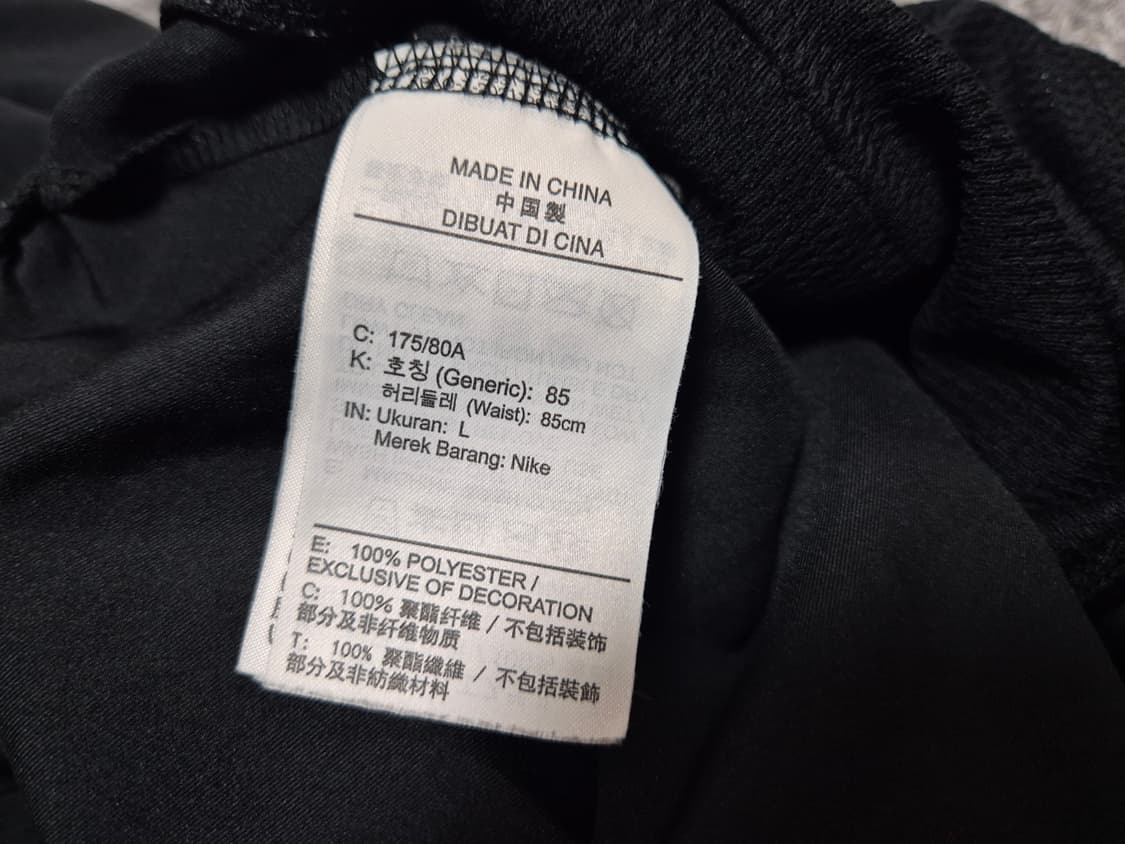 MADE IN CHINA
中国製
DIBUAT DI CINA
C: 175/80A
K: 호칭 (Generic): 85
허리둘레 (Waist): 85cm
IN: Ukuran: L
Merek Barang: Nike
E: 100% POLYESTER /
EXCLUSIVE OF DECORATION
C: 100% 聚酯纤维 / 不包括装饰
部分及非纤维物质
T: 100% 聚酯纖維 / 不包括裝飾
部分及非紡織材料